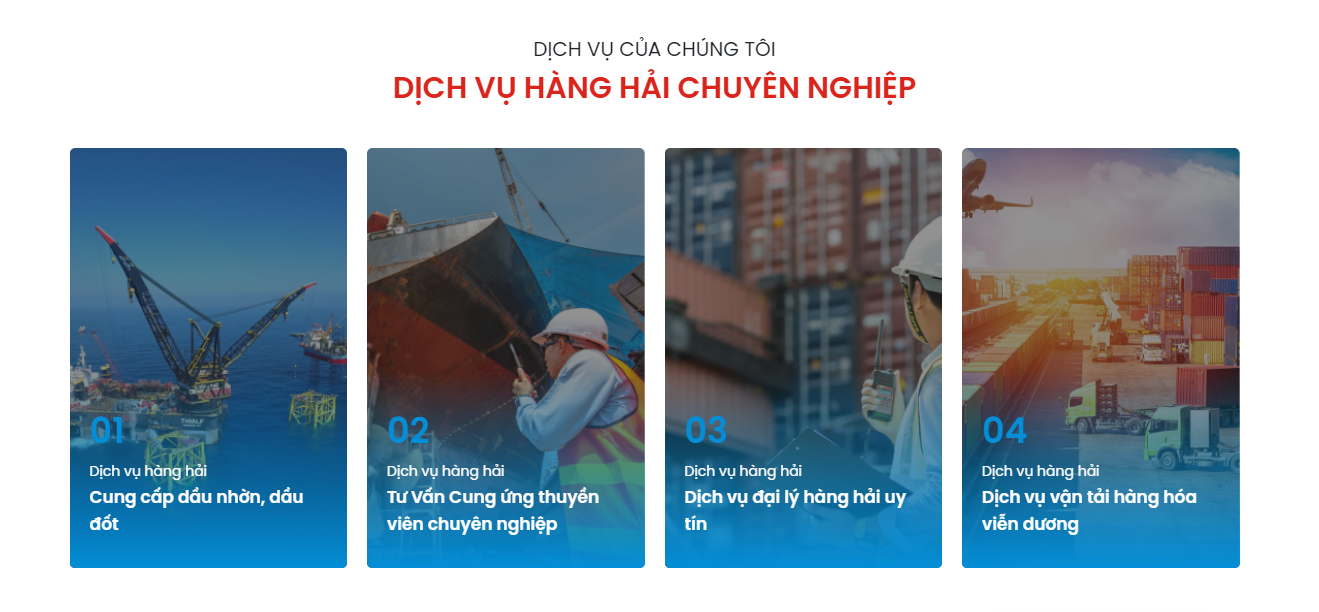 DỊCH VỤ CỦA CHÚNG TÔI
DỊCH VỤ HÀNG HẢI CHUYÊN NGHIỆP
01
Dịch vụ hàng hải
Cung cấp dầu nhờn, dầu
đốt
02
Dịch vụ hàng hải
Tư Vấn Cung ứng thuyền
viên chuyên nghiệp
03
Dịch vụ hàng hải
Dịch vụ đại lý hàng hải uy
tín
04
Dịch vụ hàng hải
Dịch vụ vận tải hàng hóa
viễn dương